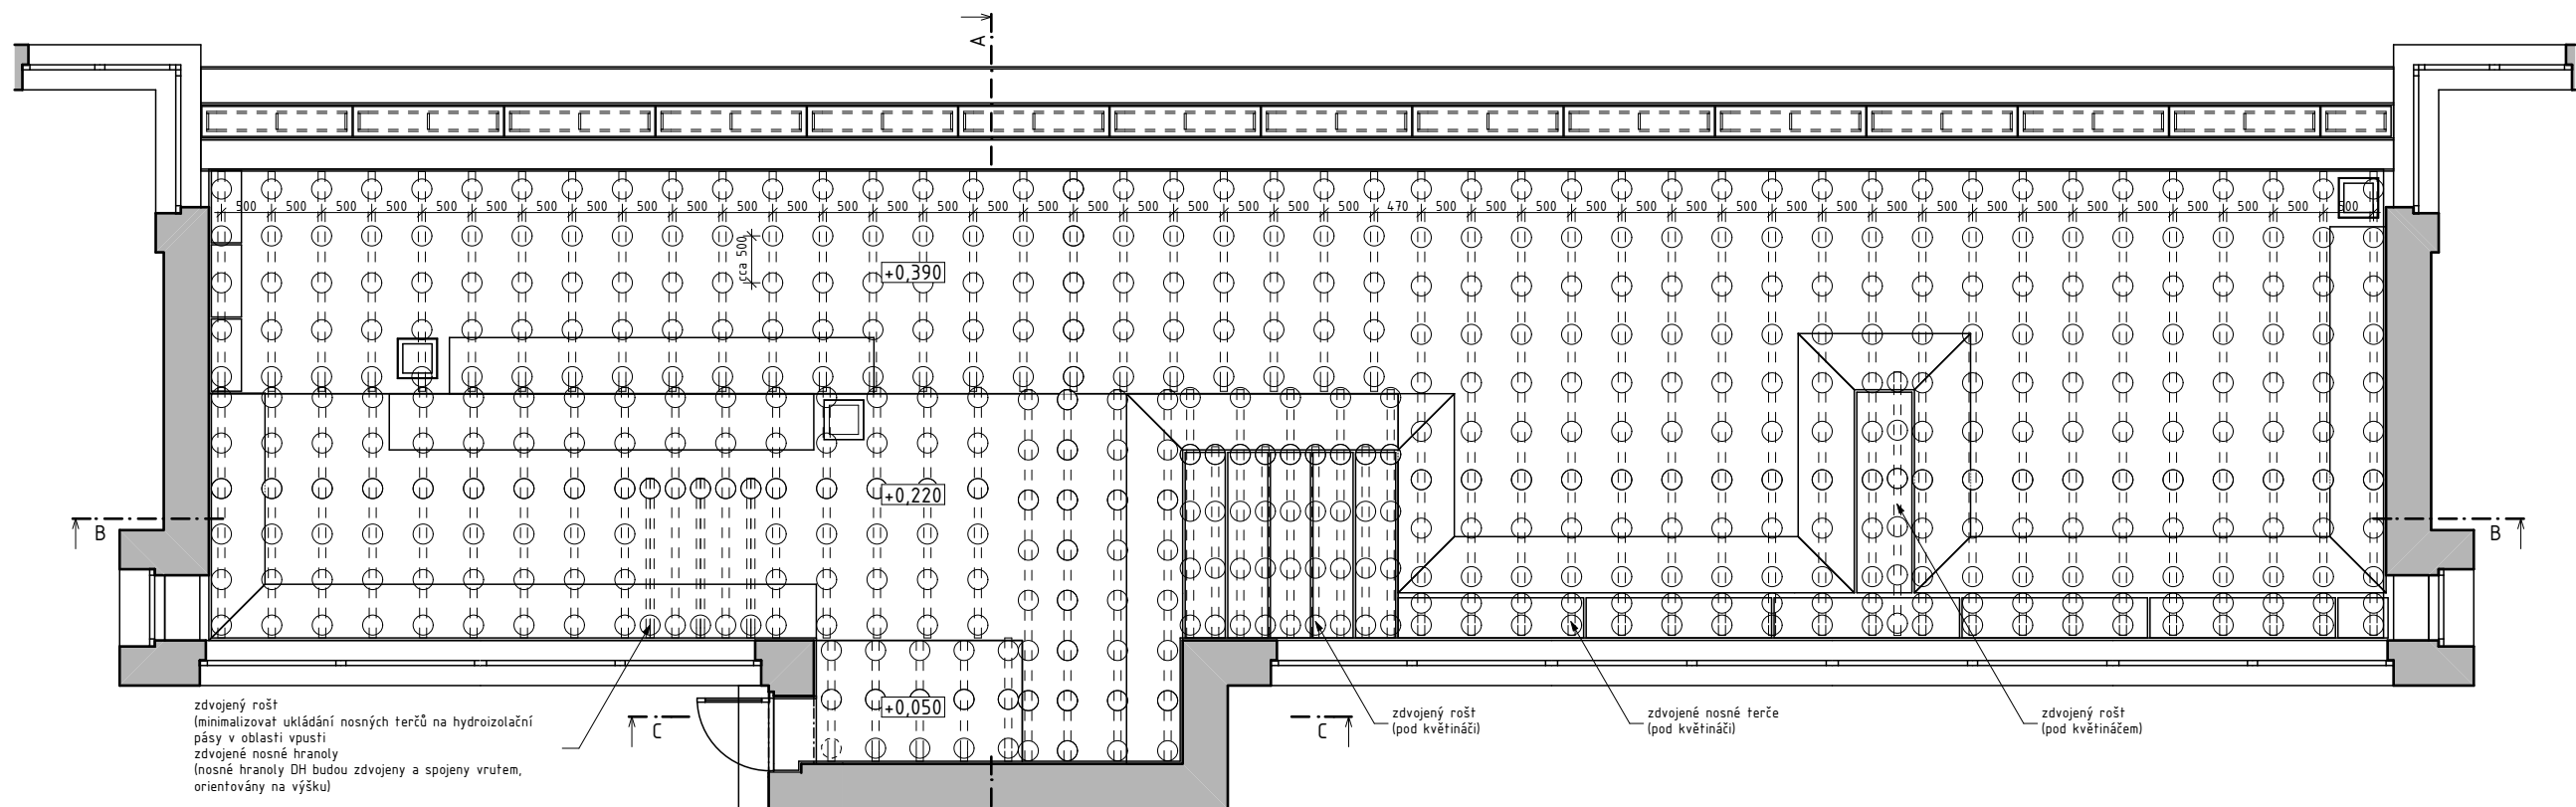 A
500 500 500 500 500 500 500 500 500 500 500 500 500 500 500 500 500 500 500 500 500 500 500 470 500 500 500 500 500 500 500 500 500 500 500 500 500 500 500 500 500 500 500
cca 500
+0,390
+0,220
B
B
+0,050
C
C
zdvojený rošt
(minimalizovat ukládání nosných terčů na hydroizolační
pásy v oblasti vpusti
zdvojené nosné hranoly
(nosné hranoly DH budou zdvojeny a spojeny vrutem,
orientovány na výšku)
zdvojený rošt
(pod květináči)
zdvojené nosné terče
(pod květináči)
zdvojený rošt
(pod květináčem)